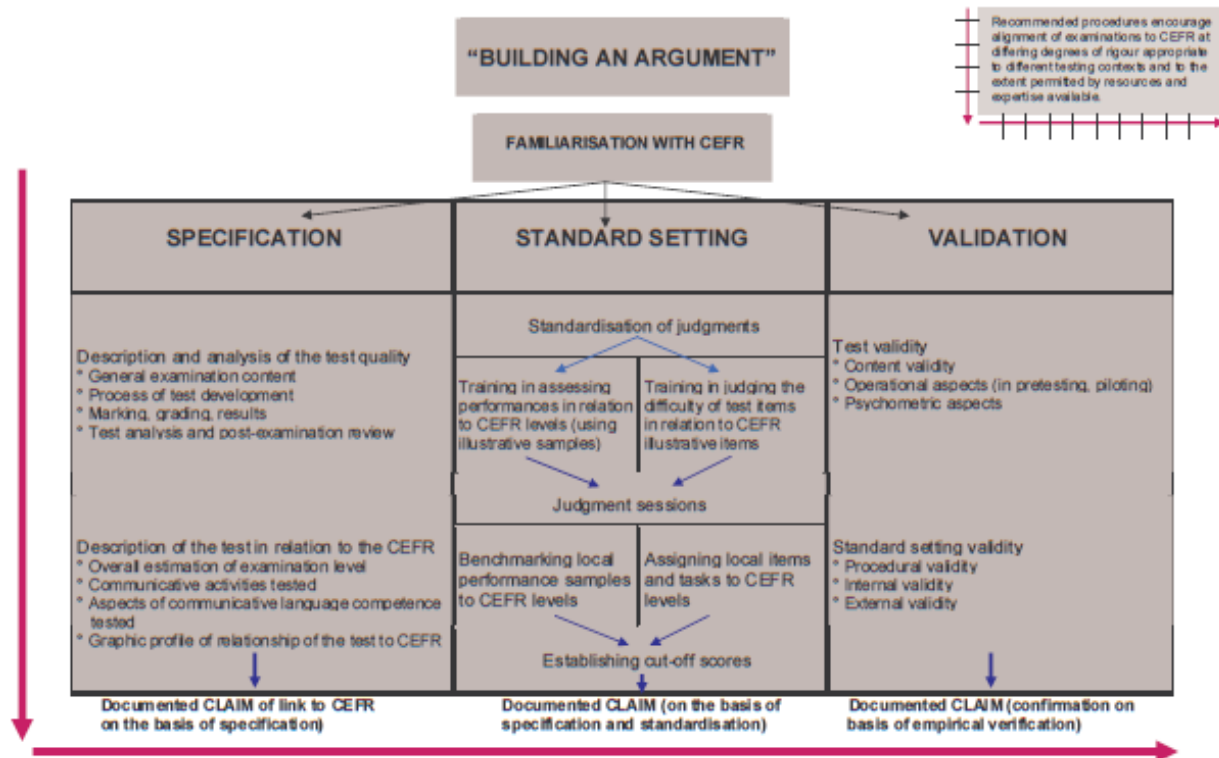 “BUILDING AN ARGUMENT”
Recommended procedures encourage
alignment of examinations to CEFR at
differing degrees of rigour appropriate
to different testing contexts and to the
extent permitted by resources and
expertise available.
FAMILIARISATION WITH CEFR
SPECIFICATION
Description and analysis of the test quality
° General examination content
° Process of test development
° Marking, grading, results
° Test analysis and post-examination review
Description of the test in relation to the CEFR
° Overall estimation of examination level
° Communicative activities tested
° Aspects of communicative language competence
tested
° Graphic profile of relationship of the test to CEFR
Documented CLAIM of link to CEFR
on the basis of specification)
STANDARD SETTING
Standardisation of judgments
Training in assessing
performances in relation
to CEFR levels (using
illustrative samples)
Training in judging the
difficulty of test items
in relation to CEFR
illustrative items
Judgment sessions
Benchmarking local
performance samples
to CEFR levels
Assigning local items
and tasks to CEFR
levels
Establishing cut-off scores
Documented CLAIM (on the basis of
specification and standardisation)
VALIDATION
Test validity
° Content validity
° Operational aspects (in pretesting, piloting)
° Psychometric aspects
Standard setting validity
° Procedural validity
° Internal validity
° External validity
Documented CLAIM (confirmation on
basis of empirical verification)